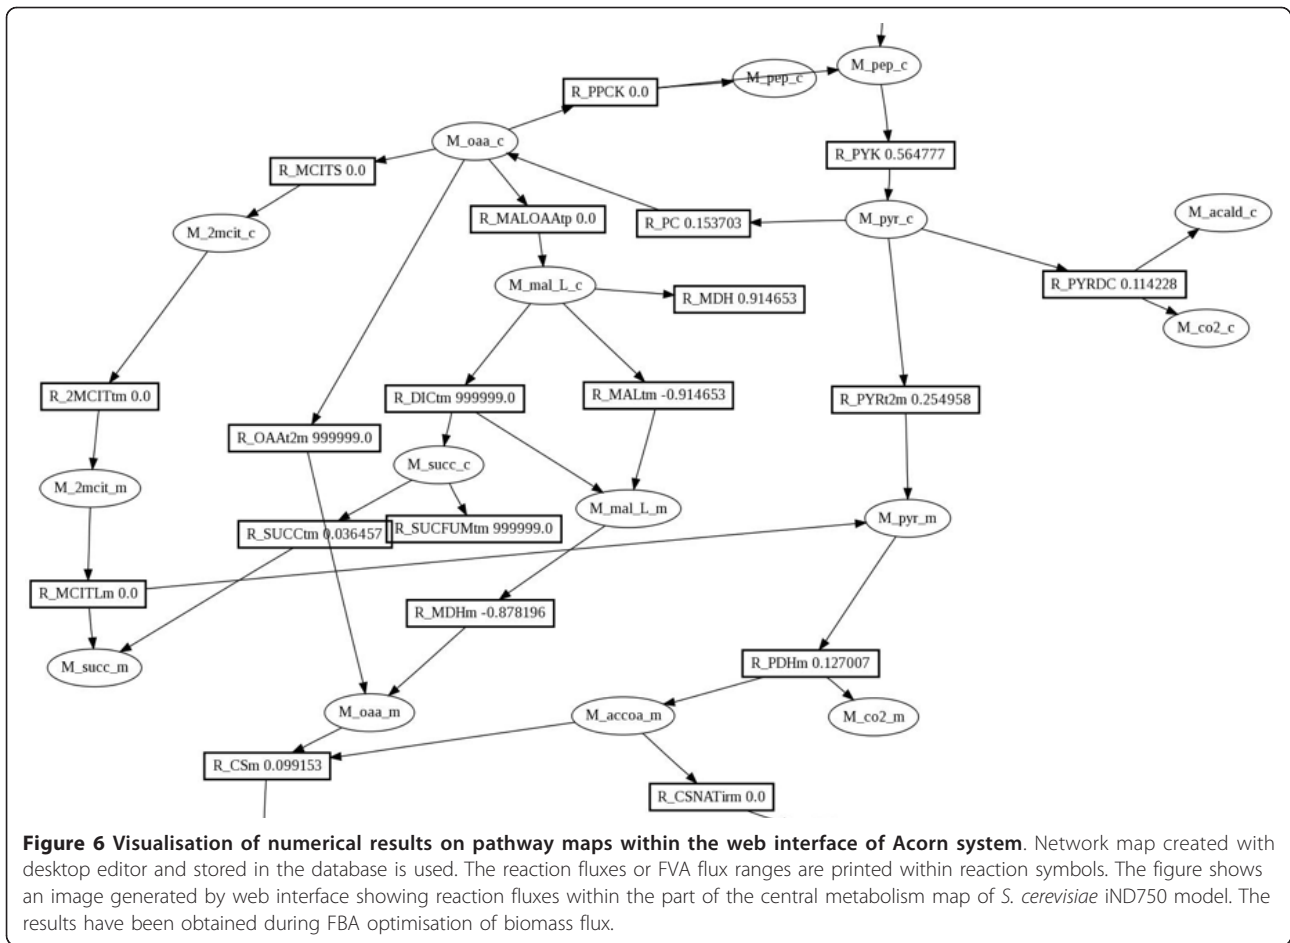 M_pep_c
M_pep_c
R_PPCK 0.0
M_oaa_c
R_PYK 0.564777
R_MCITS 0.0
R_MALOAAtp 0.0
R_PC 0.153703
M_pyr_c
M_acald_c
M_2mcit_c
M_mal_L_c
R_MDH 0.914653
R_PYRDC 0.114228
M_co2_c
R_2MCITtm 0.0
R_DICtm 999999.0
R_MALtm -0.914653
R_PYRt2m 0.254958
R_OAAt2m 999999.0
M_succ_c
M_2mcit_m
M_mal_L_m
M_pyr_m
R_SUCCtm 0.036457
R_SUCFUMtm 999999.0
R_MCITLm 0.0
R_MDHm -0.878196
M_succ_m
R_PDHm 0.127007
M_oaa_m
M_accoa_m
M_co2_m
R_CSm 0.099153
R_CSNATirm 0.0
Figure 6 Visualisation of numerical results on pathway maps within the web interface of Acorn system. Network map created with
desktop editor and stored in the database is used. The reaction fluxes or FVA flux ranges are printed within reaction symbols. The figure shows
an image generated by web interface showing reaction fluxes within the part of the central metabolism map of S. cerevisiae iND750 model. The
results have been obtained during FBA optimisation of biomass flux.